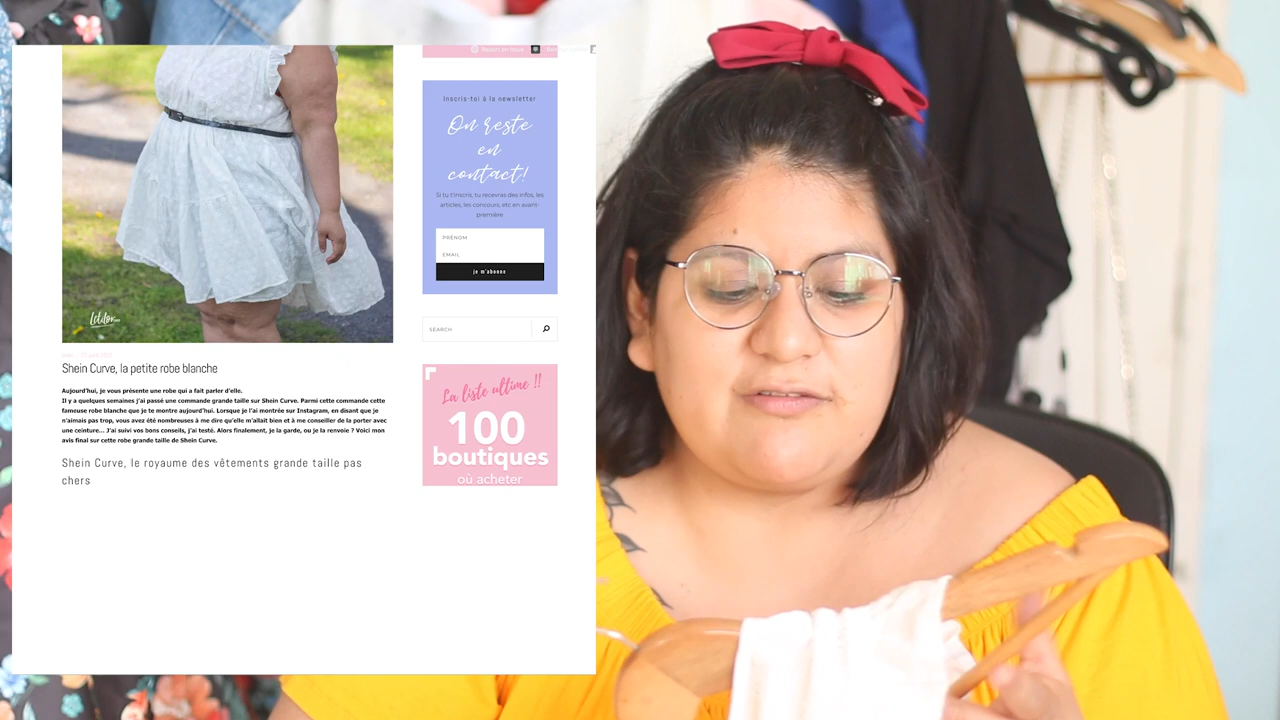 Report an issue
Inscris-toi à la newsletter
On reste
en
contact!
Si tu t'inscris, tu recevras des infos, les
articles, les concours, etc en avant-
première.
PRÉNOM
EMAIL
je m'abonne
SEARCH
Shein Curve, la petite robe blanche
Aujourd'hui, je vous présente une robe qui a fait parler d'elle.
Il y a quelques semaines j'ai passé une commande grande taille sur Shein Curve. Parmi cette commande cette
fameuse robe blanche que je te montre aujourd'hui. Lorsque je l'ai montrée sur Instagram, en disant que je
n'aimais pas trop, vous avez été nombreuses à me dire qu'elle m'allait bien et à me conseiller de la porter avec
une ceinture... J'ai suivi vos bons conseils, j'ai testé. Alors finalement, je la garde, ou je la renvoie ? Voici mon
avis final sur cette robe grande taille de Shein Curve.
Shein Curve, le royaume des vêtements grande taille pas
chers
La liste ultime !!
100
boutiques
où acheter